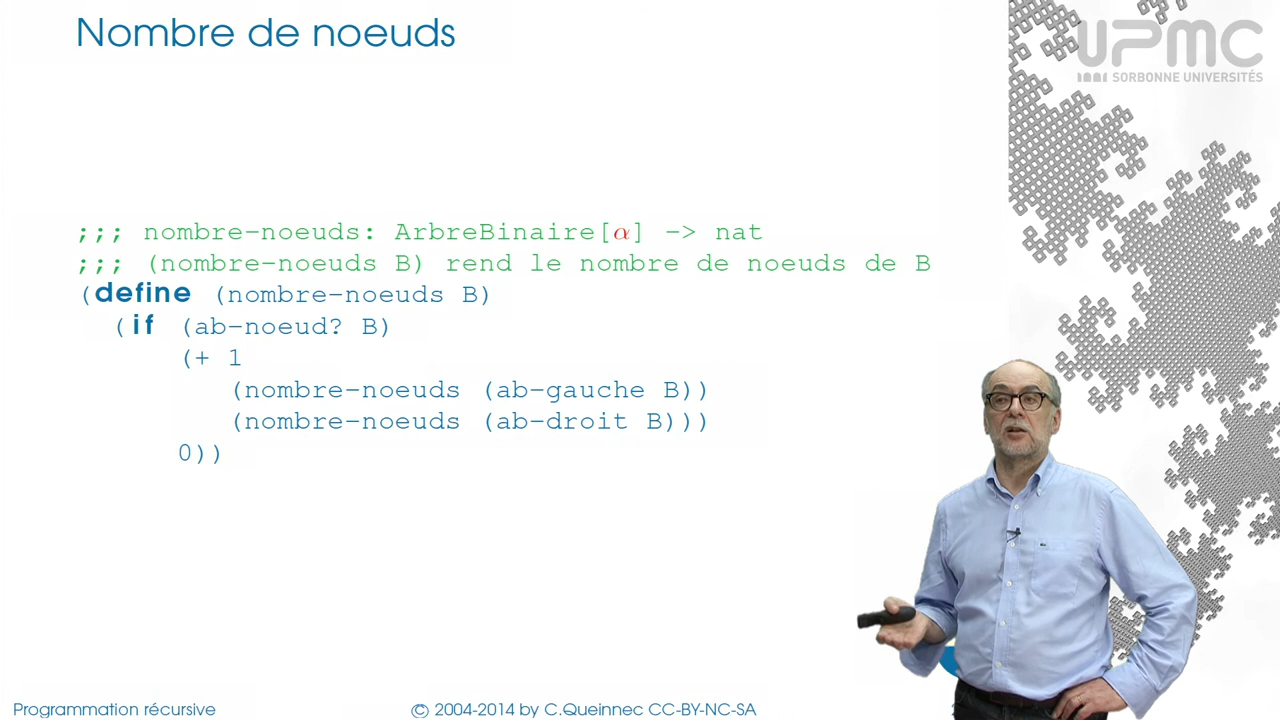 Nombre de noeuds
UPMC
SORBONNE UNIVERSITÉS
;;; nombre-noeuds: ArbreBinaire[α] -> nat
;;; (nombre-noeuds B) rend le nombre de noeuds de B
(define (nombre-noeuds B)
(if (ab-noeud? B)
(+ 1
(nombre-noeuds (ab-gauche B))
(nombre-noeuds (ab-droit B)))
0))
Programmation récursive
© 2004-2014 by C.Queinnec CC-BY-NC-SA